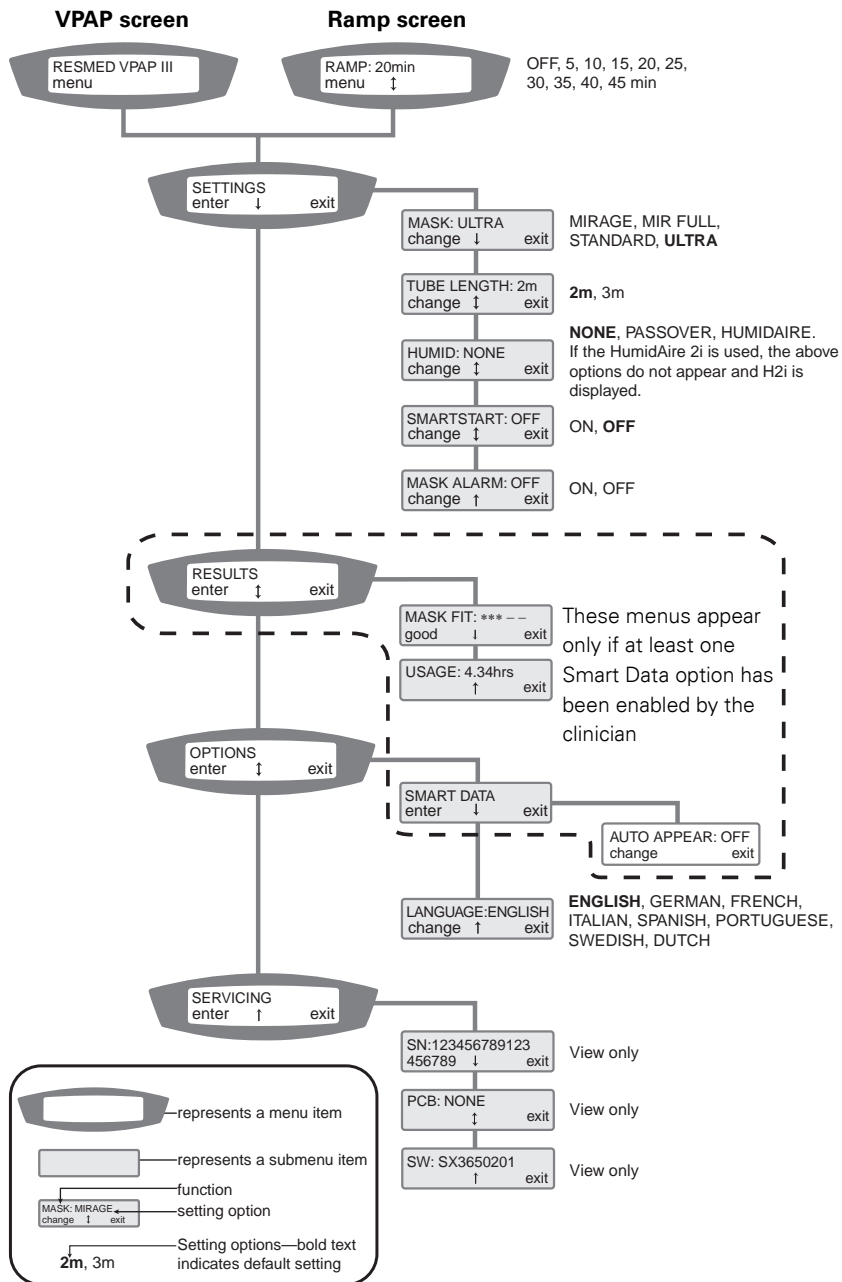 VPAP screen
Ramp screen
RESMED VPAP III
menu
RAMP: 20min
menu ↕
OFF, 5, 10, 15, 20, 25,
30, 35, 40, 45 min
SETTINGS
enter ↓ exit
MASK: ULTRA
change ↓ exit
MIRAGE, MIR FULL,
STANDARD, ULTRA
TUBE LENGTH: 2m
change ↕ exit
2m, 3m
HUMID: NONE
change ↕ exit
NONE, PASSOVER, HUMIDAIRE.
If the HumidAire 2i is used, the above
options do not appear and H2i is
displayed.
SMARTSTART: OFF
change ↕ exit
ON, OFF
MASK ALARM: OFF
change ↑ exit
ON, OFF
RESULTS
enter ↕ exit
MASK FIT: *** – –
good ↓ exit
USAGE: 4.34hrs
↑ exit
These menus appear
only if at least one
Smart Data option has
been enabled by the
clinician
OPTIONS
enter ↕ exit
SMART DATA
enter ↓ exit
AUTO APPEAR: OFF
change exit
LANGUAGE:ENGLISH
change ↑ exit
ENGLISH, GERMAN, FRENCH,
ITALIAN, SPANISH, PORTUGUESE,
SWEDISH, DUTCH
SERVICING
enter ↑ exit
SN:123456789123
456789 ↓ exit
View only
PCB: NONE
↕ exit
View only
SW: SX3650201
↑ exit
View only
represents a menu item
represents a submenu item
function
MASK: MIRAGE
change ↕ exit
setting option
2m, 3m
Setting options—bold text
indicates default setting